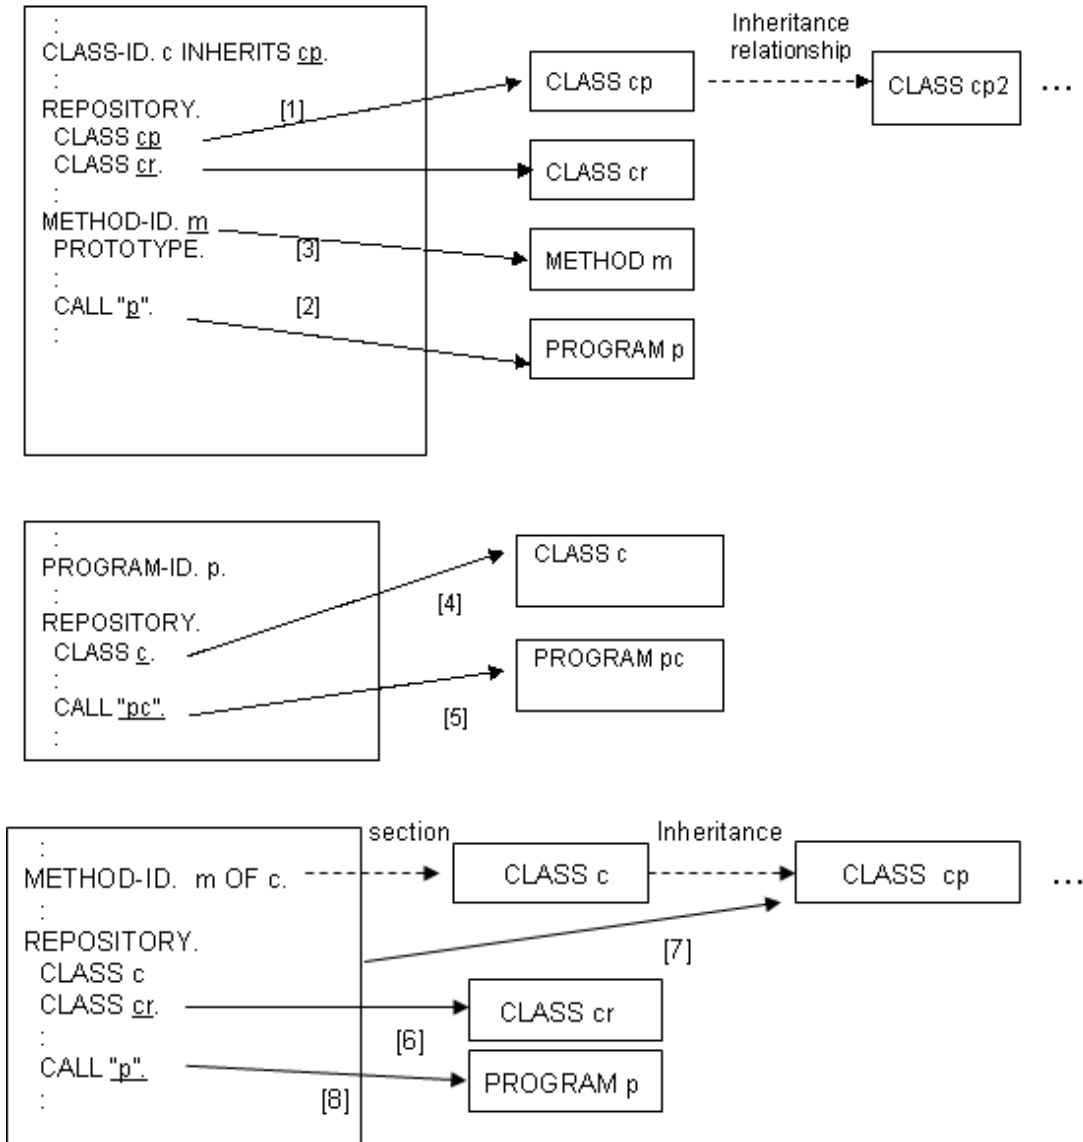 :
CLASS-ID. c INHERITS cp.
:
REPOSITORY.
CLASS cp
CLASS cr.
:
METHOD-ID. m
PROTOTYPE.
:
CALL "p".
:
[1]
[3]
[2]
CLASS cp
Inheritance
relationship
CLASS cp2
...
CLASS cr
METHOD m
PROGRAM p
:
PROGRAM-ID. p.
:
REPOSITORY.
CLASS c.
:
CALL "pc".
:
[4]
[5]
CLASS c
PROGRAM pc
:
METHOD-ID. m OF c.
:
REPOSITORY.
CLASS c
CLASS cr.
:
CALL "p".
:
section
CLASS c
Inheritance
CLASS cp
...
[7]
[6]
[8]
CLASS cr
PROGRAM p